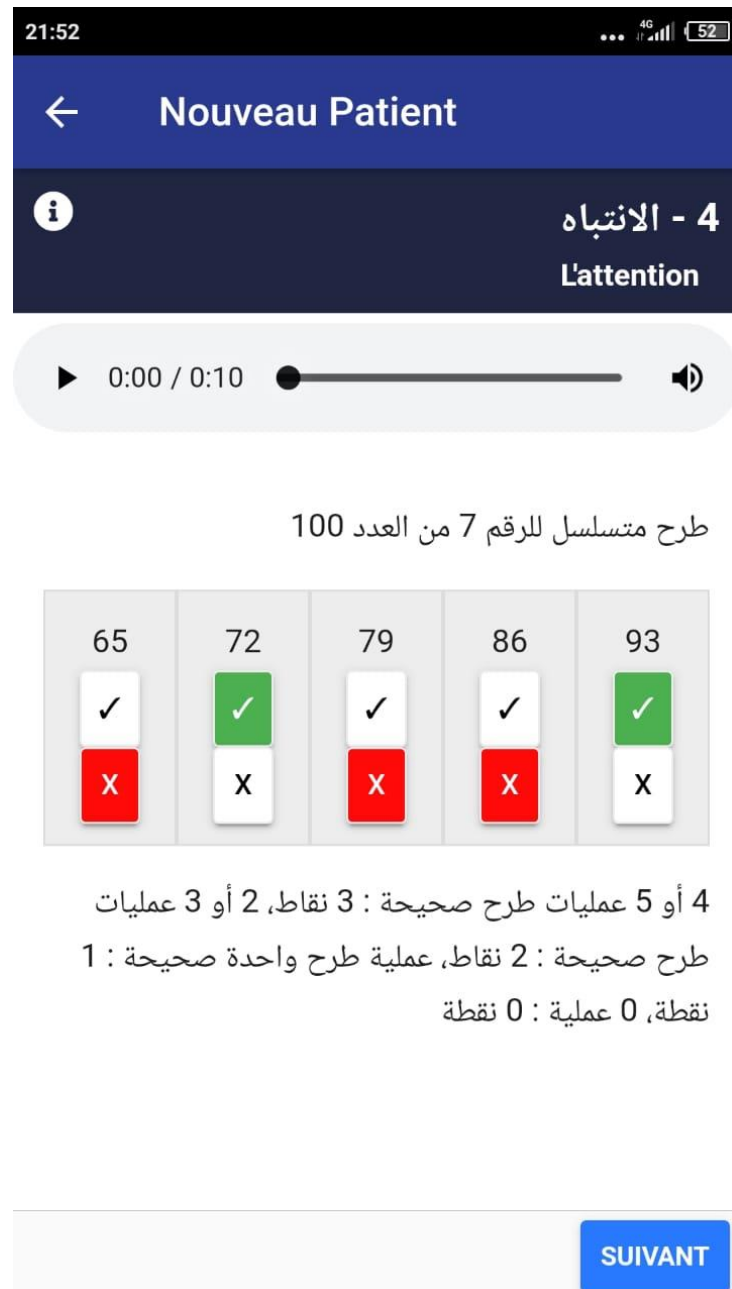 21:52
4G
52
Nouveau Patient
4 - الانتباه
L'attention
0:00 / 0:10
طرح متسلسل للرقم 7 من العدد 100
65 72 79 86 93
✓ ✓ ✓ ✓ ✓
X X X X X
4 أو 5 عمليات طرح صحيحة : 3 نقاط، 2 أو 3 عمليات
طرح صحيحة : 2 نقاط، عملية طرح واحدة صحيحة : 1
نقطة، 0 عملية : 0 نقطة
SUIVANT